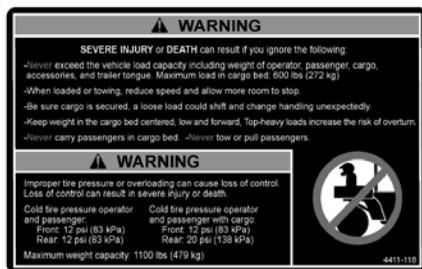 WARNING
SEVERE INJURY or DEATH can result if you ignore the following:
-Never exceed the vehicle load capacity including weight of operator, passenger, cargo,
accessories, and trailer tongue. Maximum load in cargo bed: 600 lbs (272 kg)
-When loaded or towing, reduce speed and allow more room to stop.
-Be sure cargo is secured, a loose load could shift and change handling unexpectedly.
-Keep weight in the cargo bed centered, low and forward, Top-heavy loads increase the risk of overturn.
-Never carry passengers in cargo bed. -Never tow or pull passengers.
WARNING
Improper tire pressure or overloading can cause loss of control.
Loss of control can result in severe injury or death.
Cold tire pressure operator
and passenger:
Front: 12 psi (83 kPa)
Rear: 12 psi (83 kPa)
Cold tire pressure operator
and passenger with cargo:
Front: 12 psi (83 kPa)
Rear: 20 psi (138 kPa)
Maximum weight capacity: 1100 lbs (479 kg)
4411-118